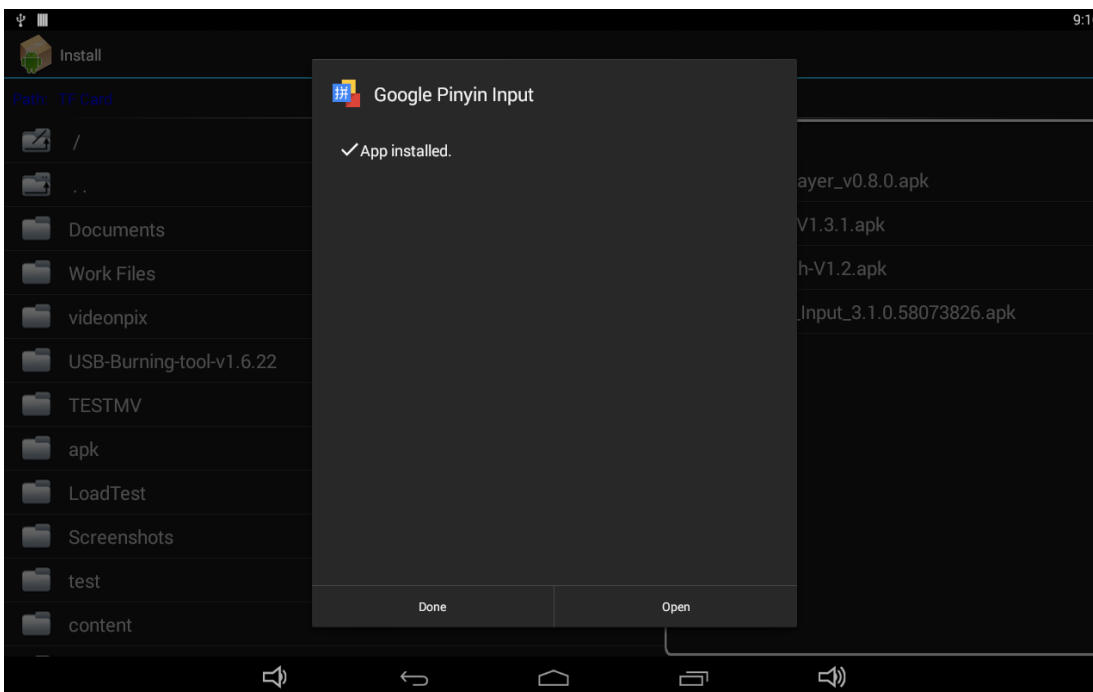 9:1
Install
Path: TF Card
拼
Google Pinyin Input
App installed.
/
. .
Documents
Work Files
videonpix
USB-Burning-tool-v1.6.22
TESTMV
apk
LoadTest
Screenshots
test
content
ayer_v0.8.0.apk
V1.3.1.apk
h-V1.2.apk
_Input_3.1.0.58073826.apk
Done
Open